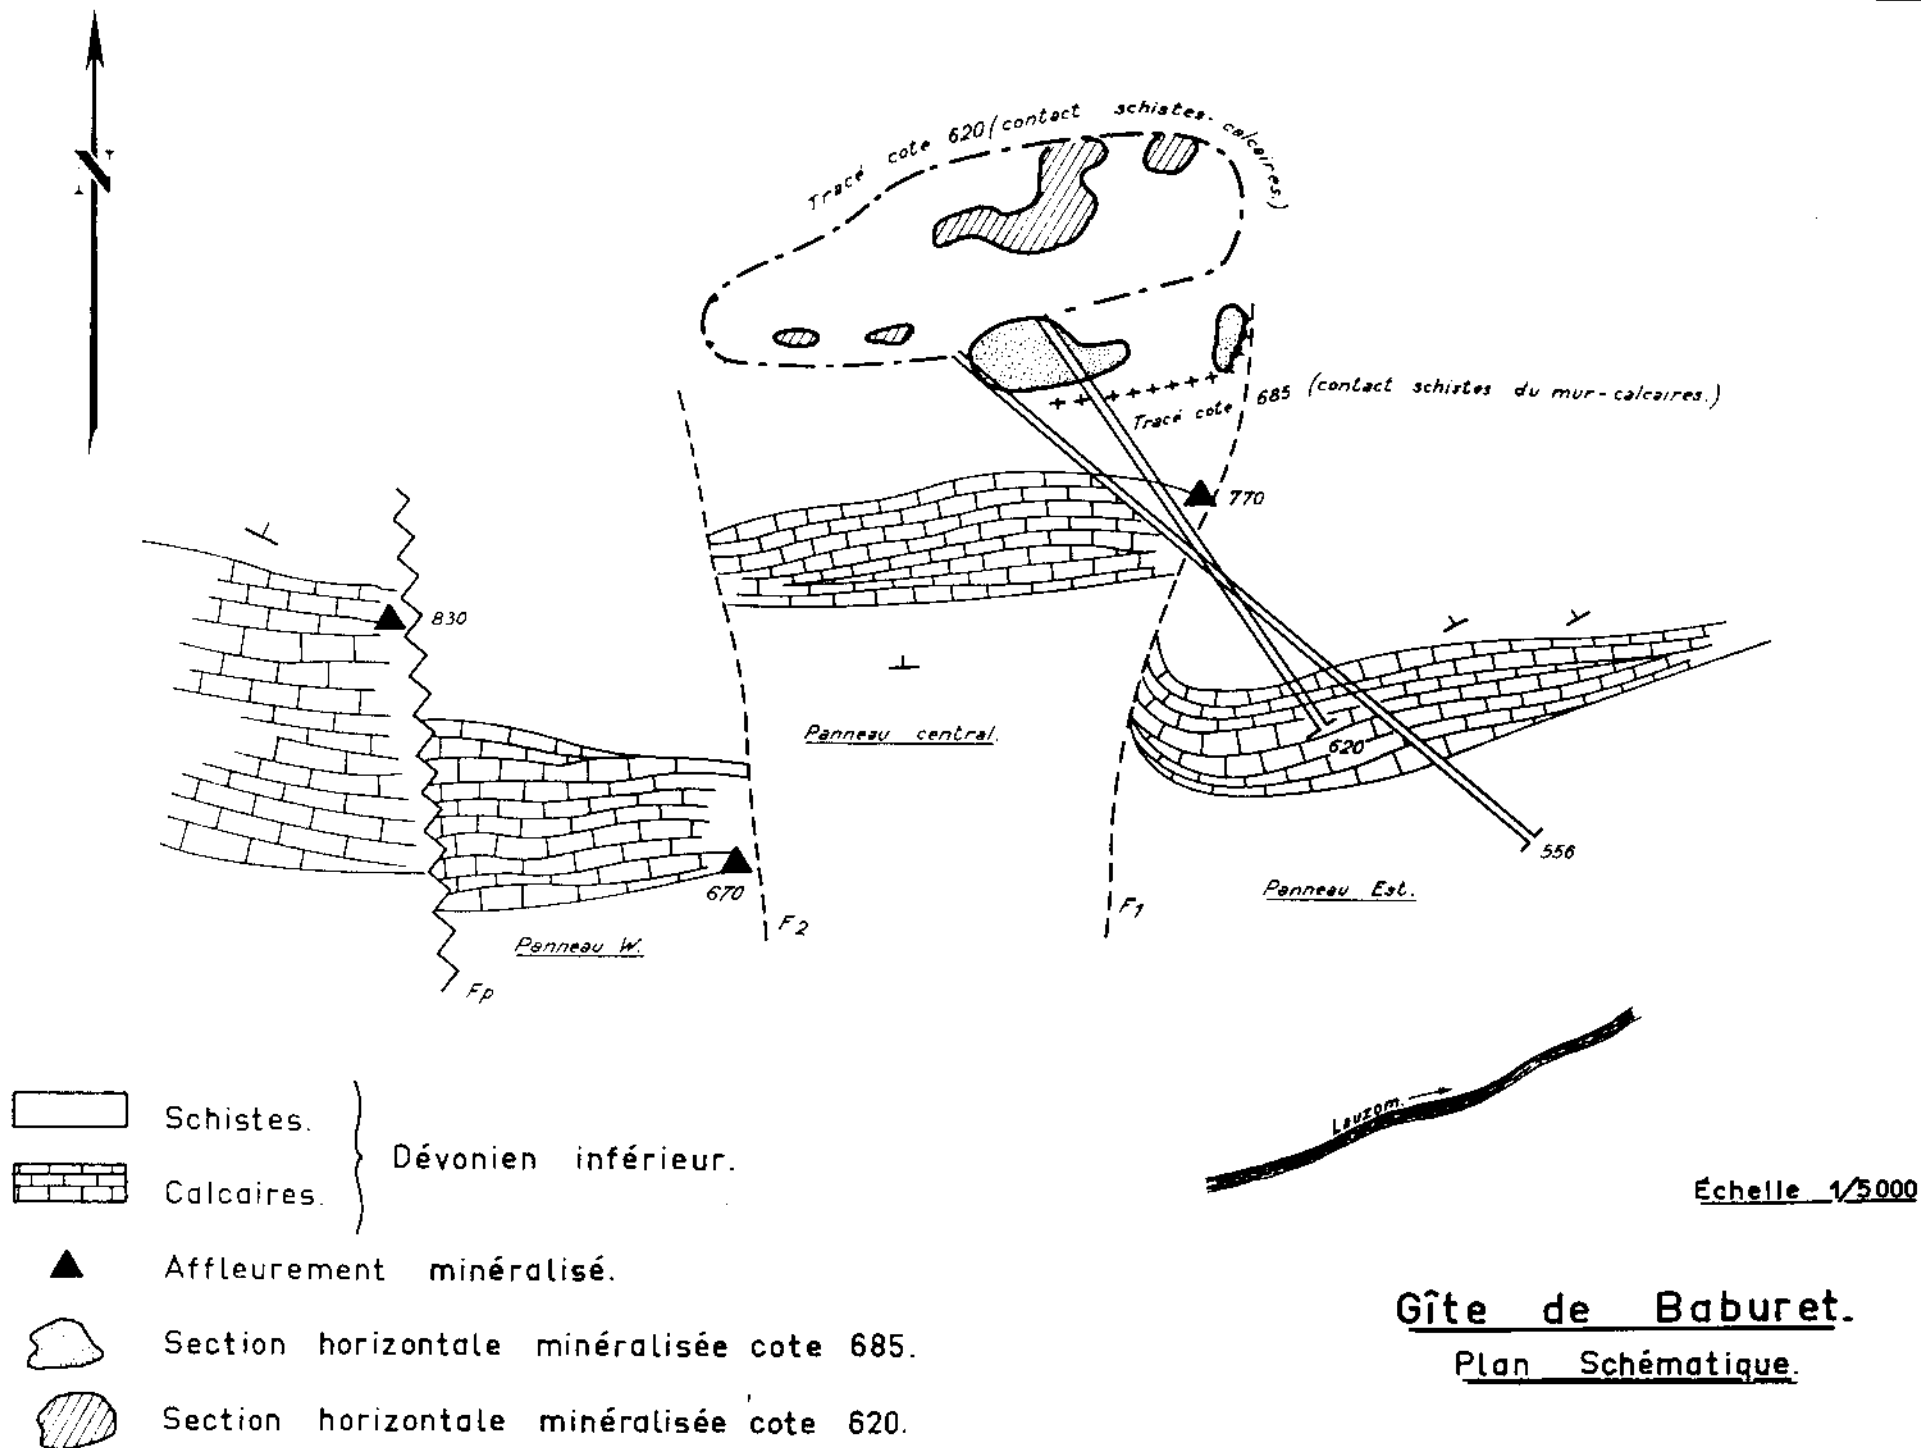 N
Tracé cote 620 (contact schistes-calcaires.)
Tracé cote 685 (contact schistes du mur-calcaires.)
770
830
Panneau central.
620
556
670
Panneau Est.
F2
F1
Panneau W.
Fp
Louzom.
Schistes.
Calcaires.
Dévonien inférieur.
Échelle 1/5000
Affleurement minéralisé.
Section horizontale minéralisée cote 685.
Section horizontale minéralisée cote 620.
Gîte de Baburet.
Plan Schématique.